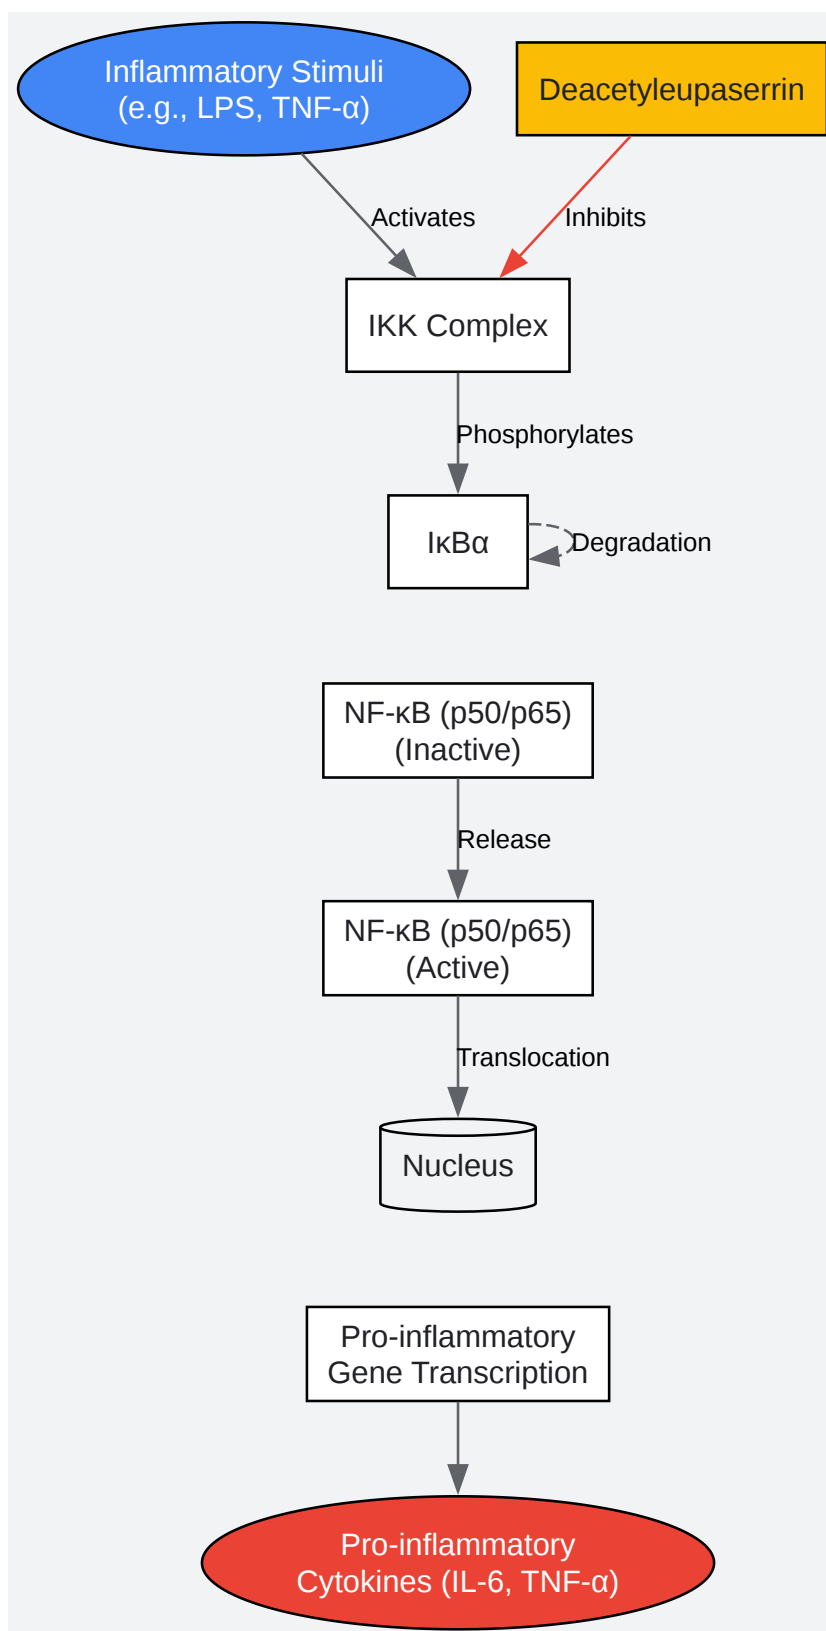 Inflammatory Stimuli
(e.g., LPS, TNF-α)
Deacetyleupaserrin
Activates
Inhibits
IKK Complex
Phosphorylates
IκBα
Degradation
NF-κB (p50/p65)
(Inactive)
Release
NF-κB (p50/p65)
(Active)
Translocation
Nucleus
Pro-inflammatory
Gene Transcription
Pro-inflammatory
Cytokines (IL-6, TNF-α)